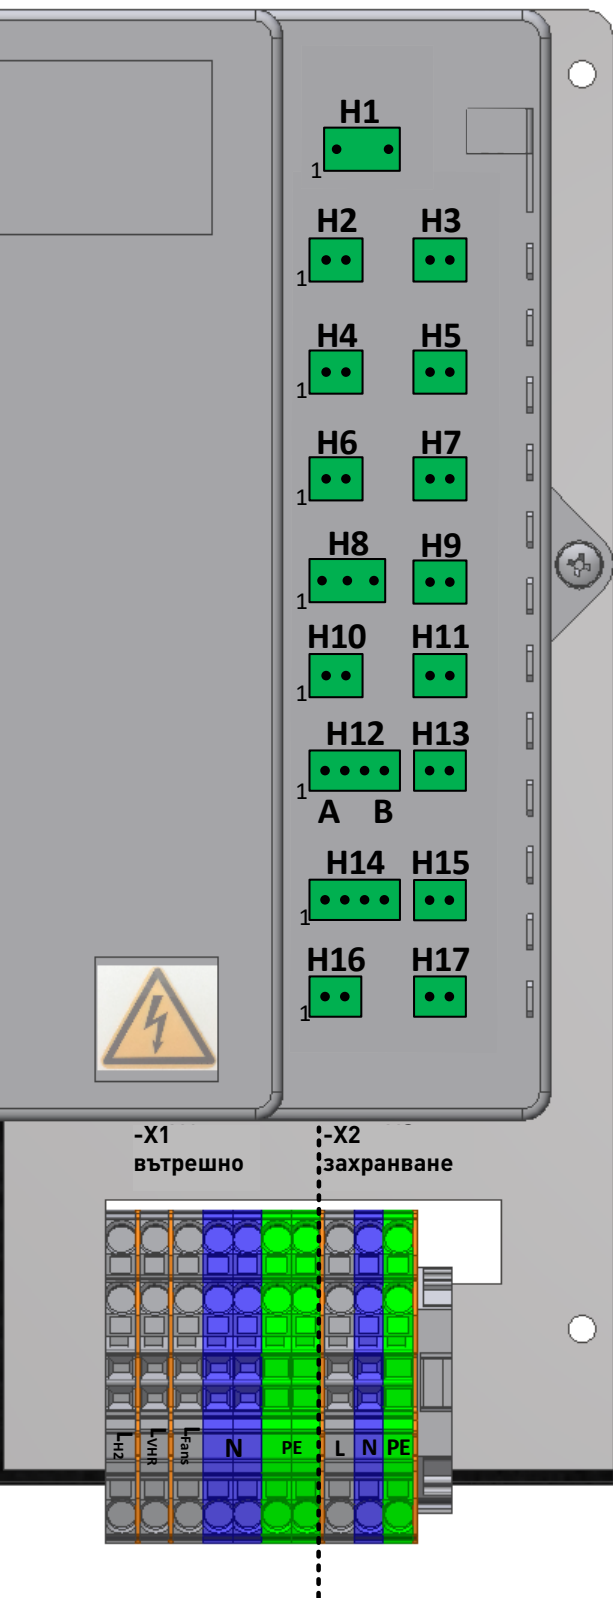 H1
1
H2 H3
1
H4 H5
1
H6 H7
1
H8 H9
1
H10 H11
1
H12 H13
1
A B
H14 H15
1
H16 H17
1
-X1 -X2
вътрешно захранване
LH2 LVHR LFans N PE L N PE